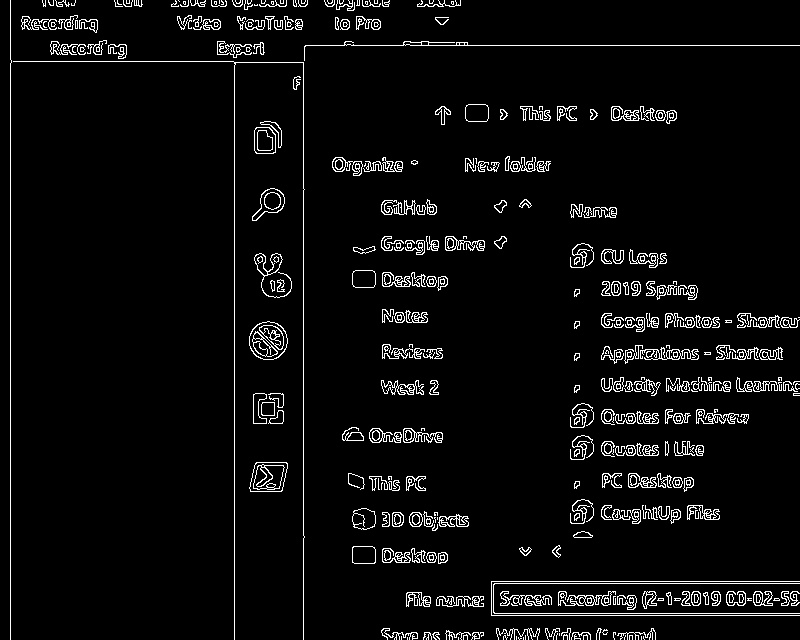 New Edit Save as Upload to Upgrade Social
Recording Video YouTube to Pro
Recording Export
F
This PC > Desktop
Organize New folder
GitHub
Name
Google Drive
CU Logs
Desktop
2019 Spring
12
Notes
Google Photos - Shortcut
Reviews
Applications - Shortcut
Week 2
Udacity Machine Learning
Quotes For Reivew
OneDrive
Quotes I Like
This PC
PC Desktop
3D Objects
CaughtUp Files
Desktop
File name: Screen Recording (2-1-2019 00-02-59
Save as type: WMV Video (*.wmv)